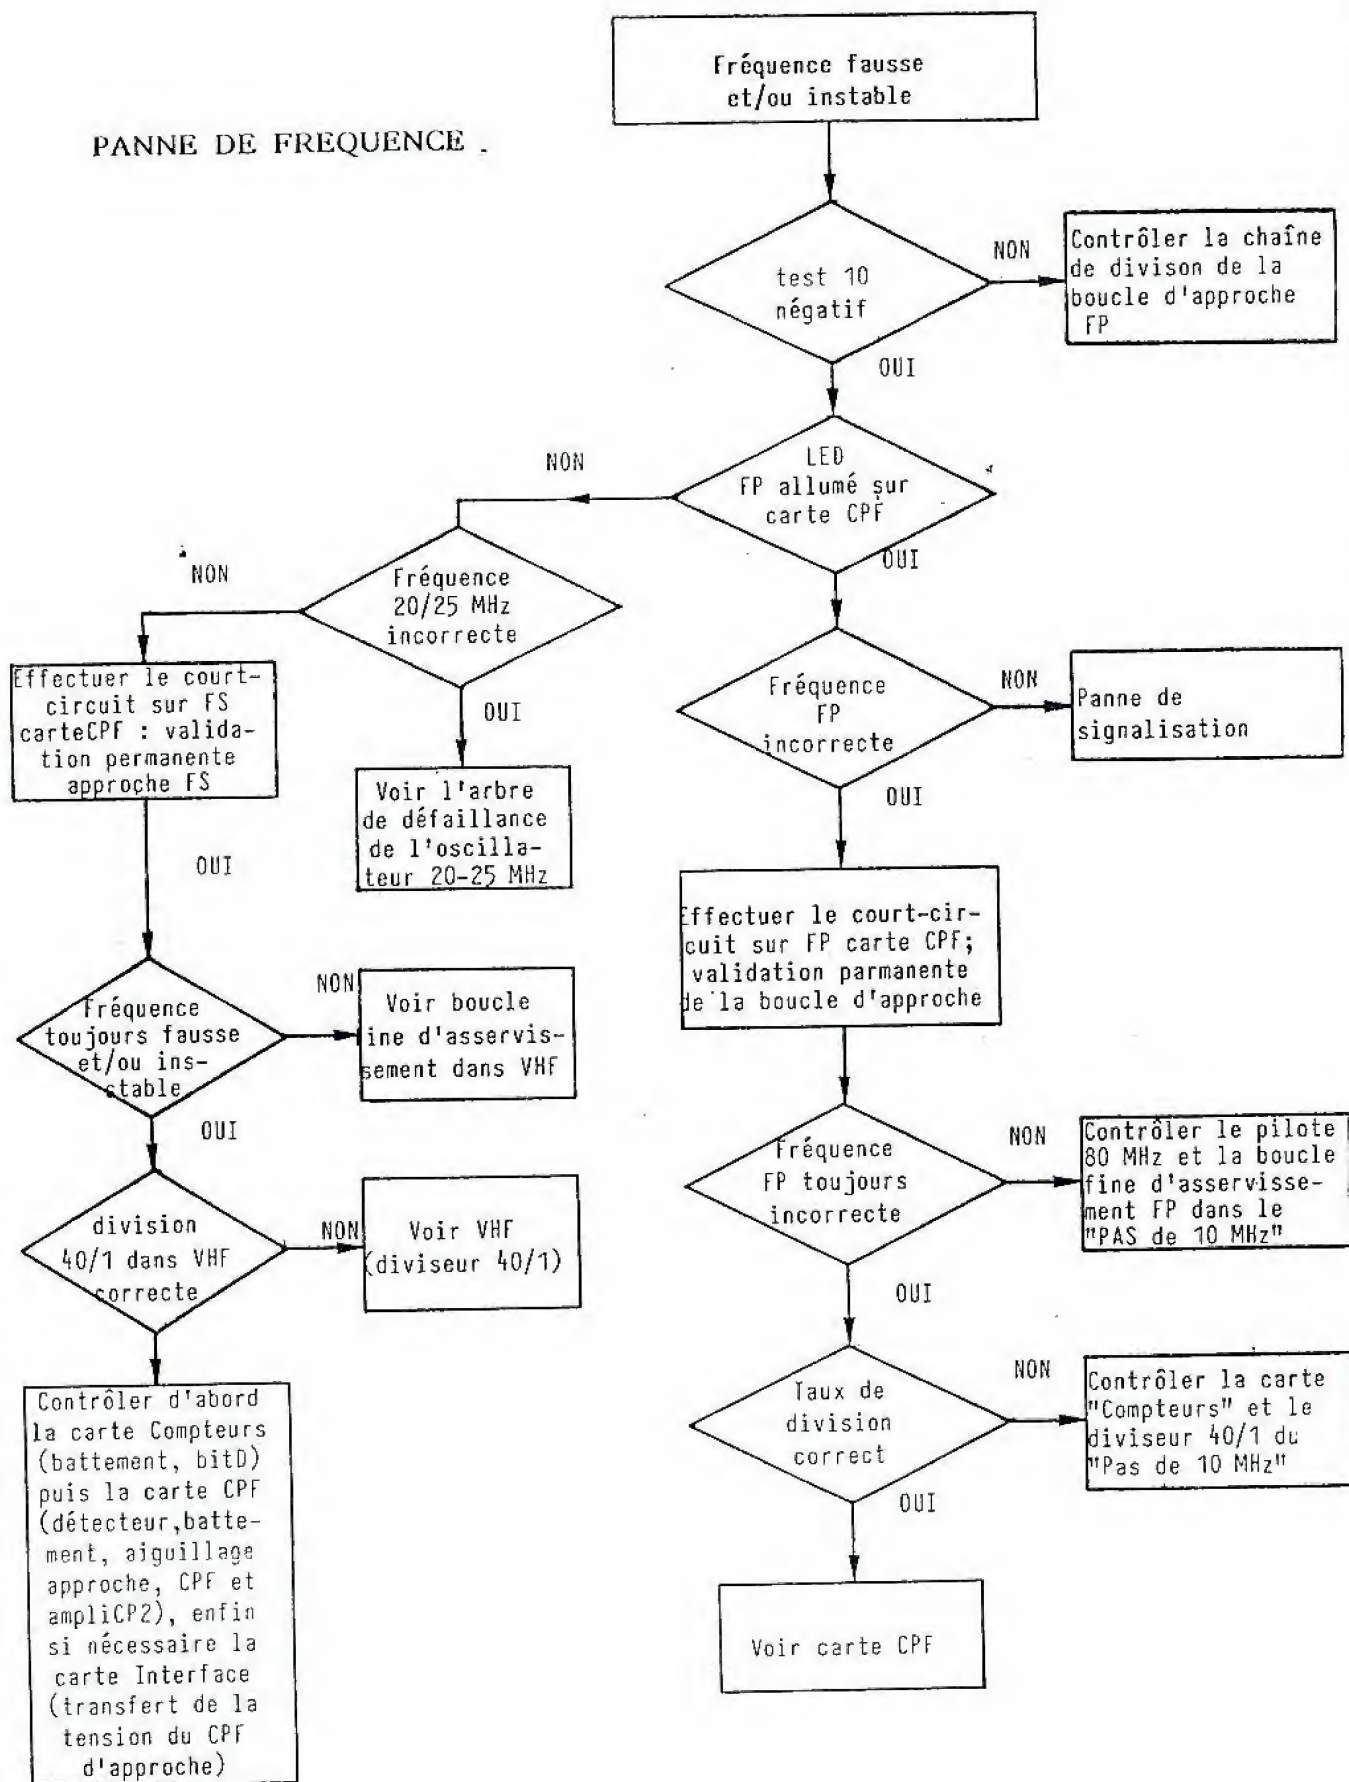 Fréquence fausse
et/ou instable
PANNE DE FREQUENCE .
test 10
négatif
NON
Contrôler la chaîne
de divison de la
boucle d'approche
FP
OUI
LED
FP allumé sur
carte CPF
NON
OUI
Fréquence
20/25 MHz
incorrecte
NON
OUI
Effectuer le court-
circuit sur FS
carteCPF : valida-
tion permanente
approche FS
OUI
Voir l'arbre
de défaillance
de l'oscilla-
teur 20-25 MHz
Fréquence
FP
incorrecte
NON
Panne de
signalisation
OUI
Effectuer le court-cir-
cuit sur FP carte CPF;
validation parmanente
de la boucle d'approche
Fréquence
toujours fausse
et/ou ins-
stable
NON
Voir boucle
ine d'asservis-
sement dans VHF
OUI
division
40/1 dans VHF
correcte
NON
Voir VHF
(diviseur 40/1)
Contrôler d'abord
la carte Compteurs
(battement, bitD)
puis la carte CPF
(détecteur,batte-
ment, aiguillage
approche, CPF et
ampliCP2), enfin
si nécessaire la
carte Interface
(transfert de la
tension du CPF
d'approche)
Fréquence
FP toujours
incorrecte
NON
Contrôler le pilote
80 MHz et la boucle
fine d'asservisse-
ment FP dans le
"PAS de 10 MHz"
OUI
Taux de
division
correct
NON
Contrôler la carte
"Compteurs" et le
diviseur 40/1 du
"Pas de 10 MHz"
OUI
Voir carte CPF